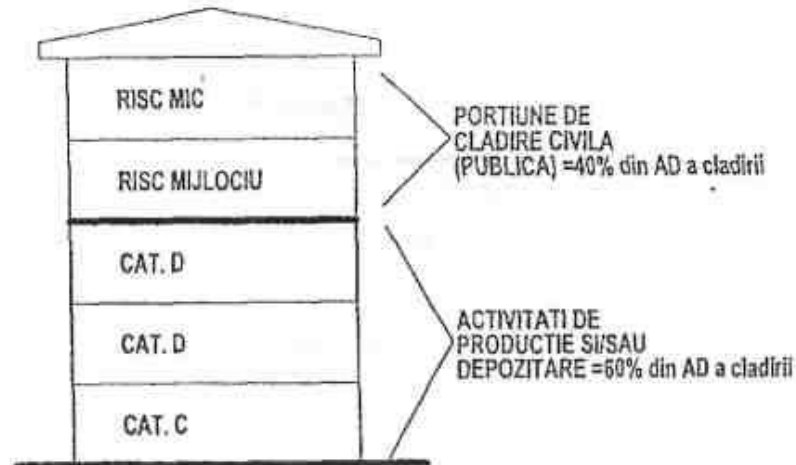 RISC MIC
RISC MIJLOCIU
PORTIUNE DE
CLADIRE CIVILA
(PUBLICA) =40% din AD a cladirii
CAT. D
CAT. D
CAT. C
ACTIVITATI DE
PRODUCTIE SI/SAU
DEPOZITARE =60% din AD a cladirii